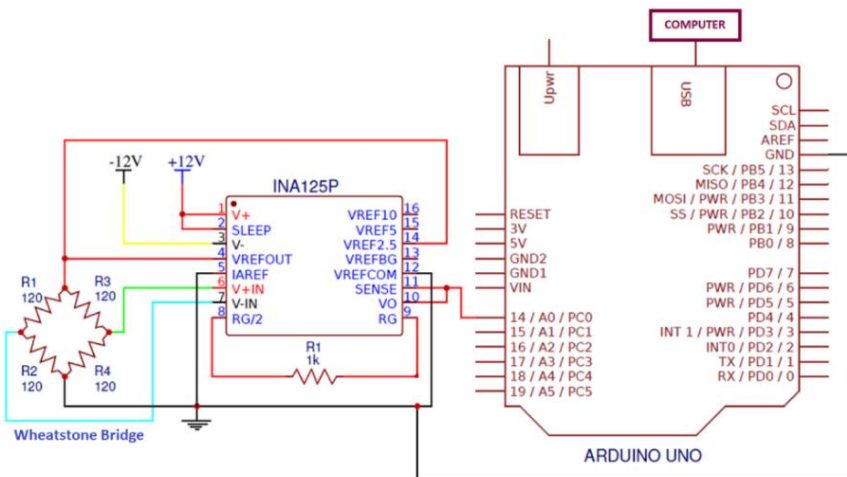 COMPUTER
-12V
+12V
INA125P
1 V+
2 SLEEP
3 V-
4 VREFOUT
5 IAREF
6 V+IN
7 V-IN
8 RG/2
VREF10 16
VREF5 15
VREF2.5 14
VREFBG 13
VREFCOM 12
SENSE 11
VO 10
RG 9
R1
120
R3
120
R2
120
R4
120
R1
1k
Wheatstone Bridge
Upwr
USB
RESET
3V
5V
GND2
GND1
VIN
14 / A0 / PC0
15 / A1 / PC1
16 / A2 / PC2
17 / A3 / PC3
18 / A4 / PC4
19 / A5 / PC5
SCL
SDA
AREF
GND
SCK / PB5 / 13
MISO / PB4 / 12
MOSI / PWR / PB3 / 11
SS / PWR / PB2 / 10
PWR / PB1 / 9
PB0 / 8
PD7 / 7
PWR / PD6 / 6
PWR / PD5 / 5
PD4 / 4
INT 1 / PWR / PD3 / 3
INT0 / PD2 / 2
TX / PD1 / 1
RX / PD0 / 0
ARDUINO UNO